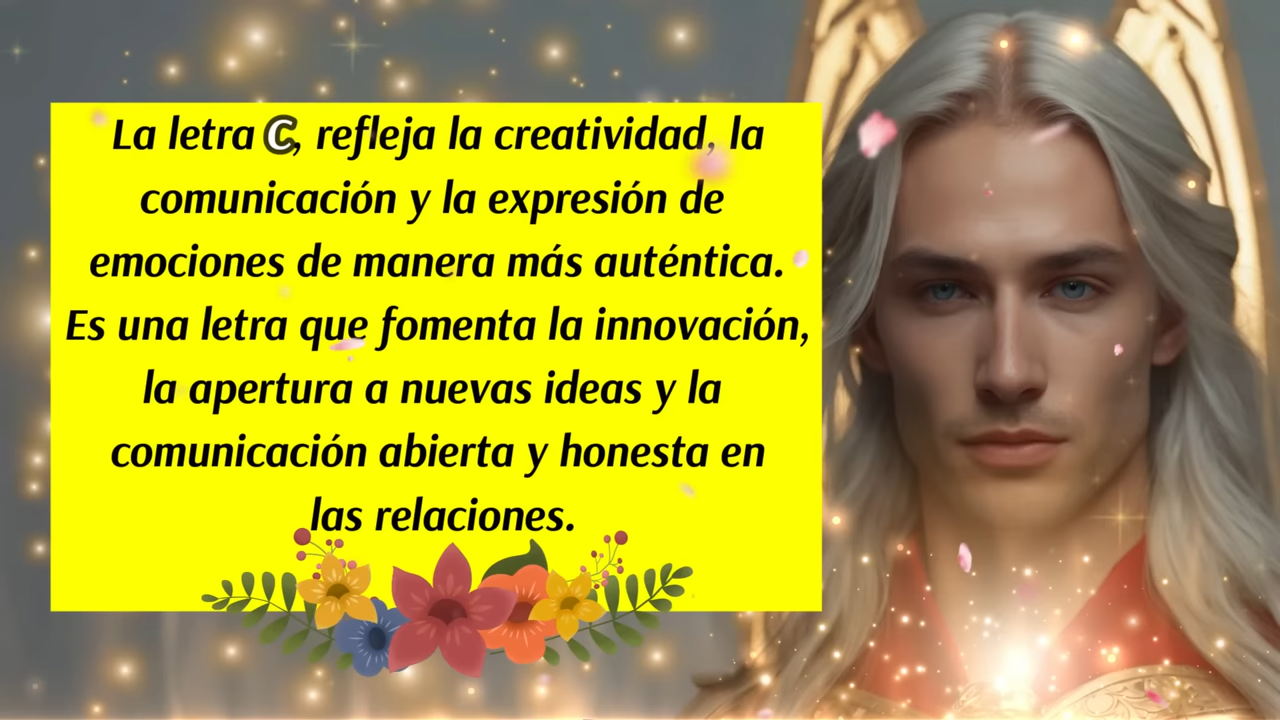 La letra C, refleja la creatividad, la
comunicación y la expresión de
emociones de manera más auténtica.
Es una letra que fomenta la innovación,
la apertura a nuevas ideas y la
comunicación abierta y honesta en
las relaciones.